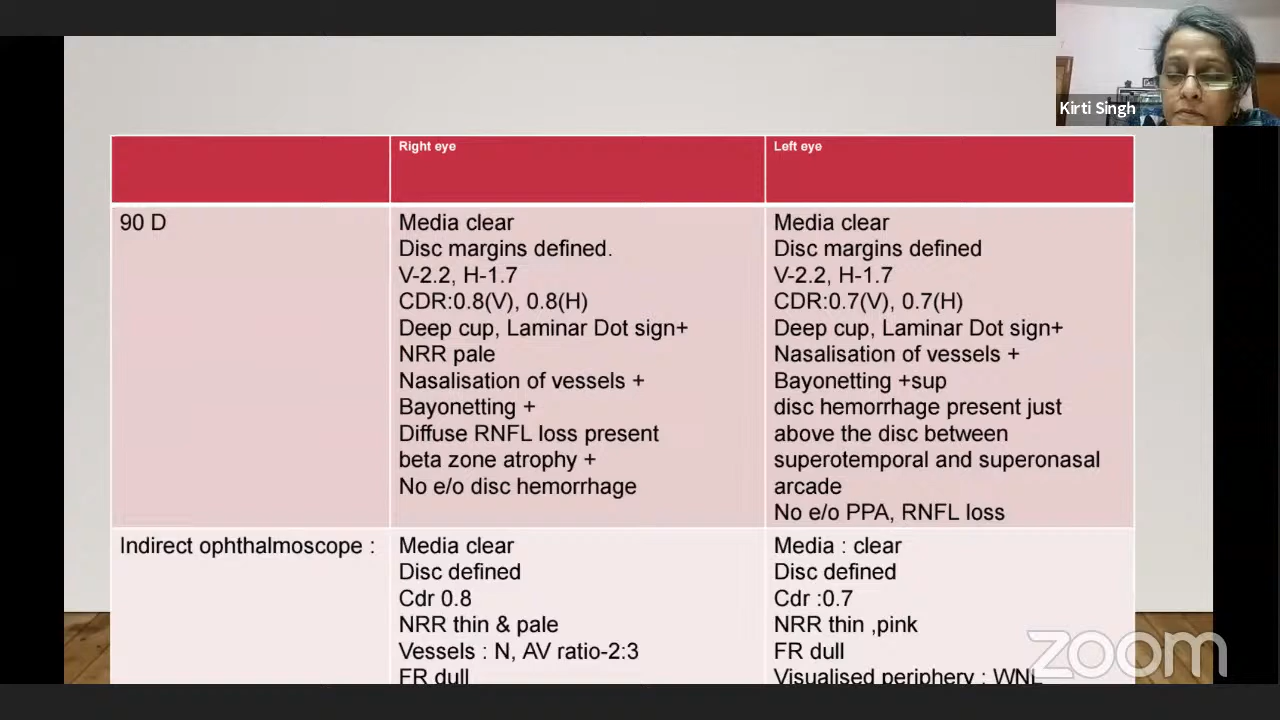 Kirti Singh
Right eye
Left eye
90 D
Media clear
Disc margins defined.
V-2.2, H-1.7
CDR:0.8(V), 0.8(H)
Deep cup, Laminar Dot sign+
NRR pale
Nasalisation of vessels +
Bayonetting +
Diffuse RNFL loss present
beta zone atrophy +
No e/o disc hemorrhage
Media clear
Disc margins defined
V-2.2, H-1.7
CDR:0.7(V), 0.7(H)
Deep cup, Laminar Dot sign+
Nasalisation of vessels +
Bayonetting +sup
disc hemorrhage present just
above the disc between
superotemporal and superonasal
arcade
No e/o PPA, RNFL loss
Indirect ophthalmoscope :
Media clear
Disc defined
Cdr 0.8
NRR thin & pale
Vessels : N, AV ratio-2:3
FR dull
Media : clear
Disc defined
Cdr :0.7
NRR thin ,pink
FR dull
Visualised periphery : WNL
zoom